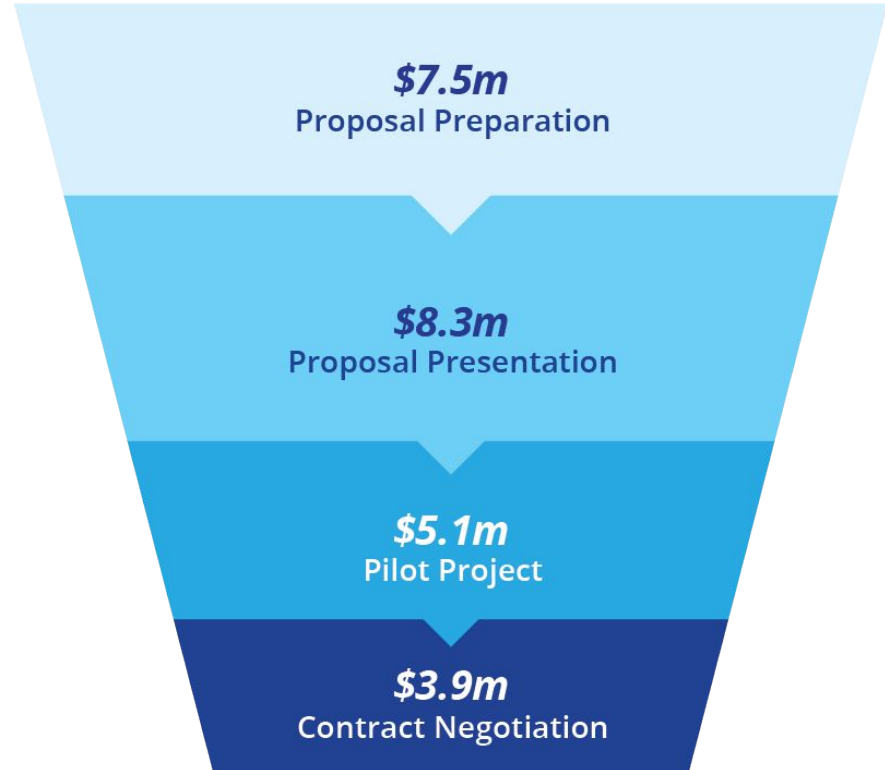 $7.5m
Proposal Preparation
$8.3m
Proposal Presentation
$5.1m
Pilot Project
$3.9m
Contract Negotiation